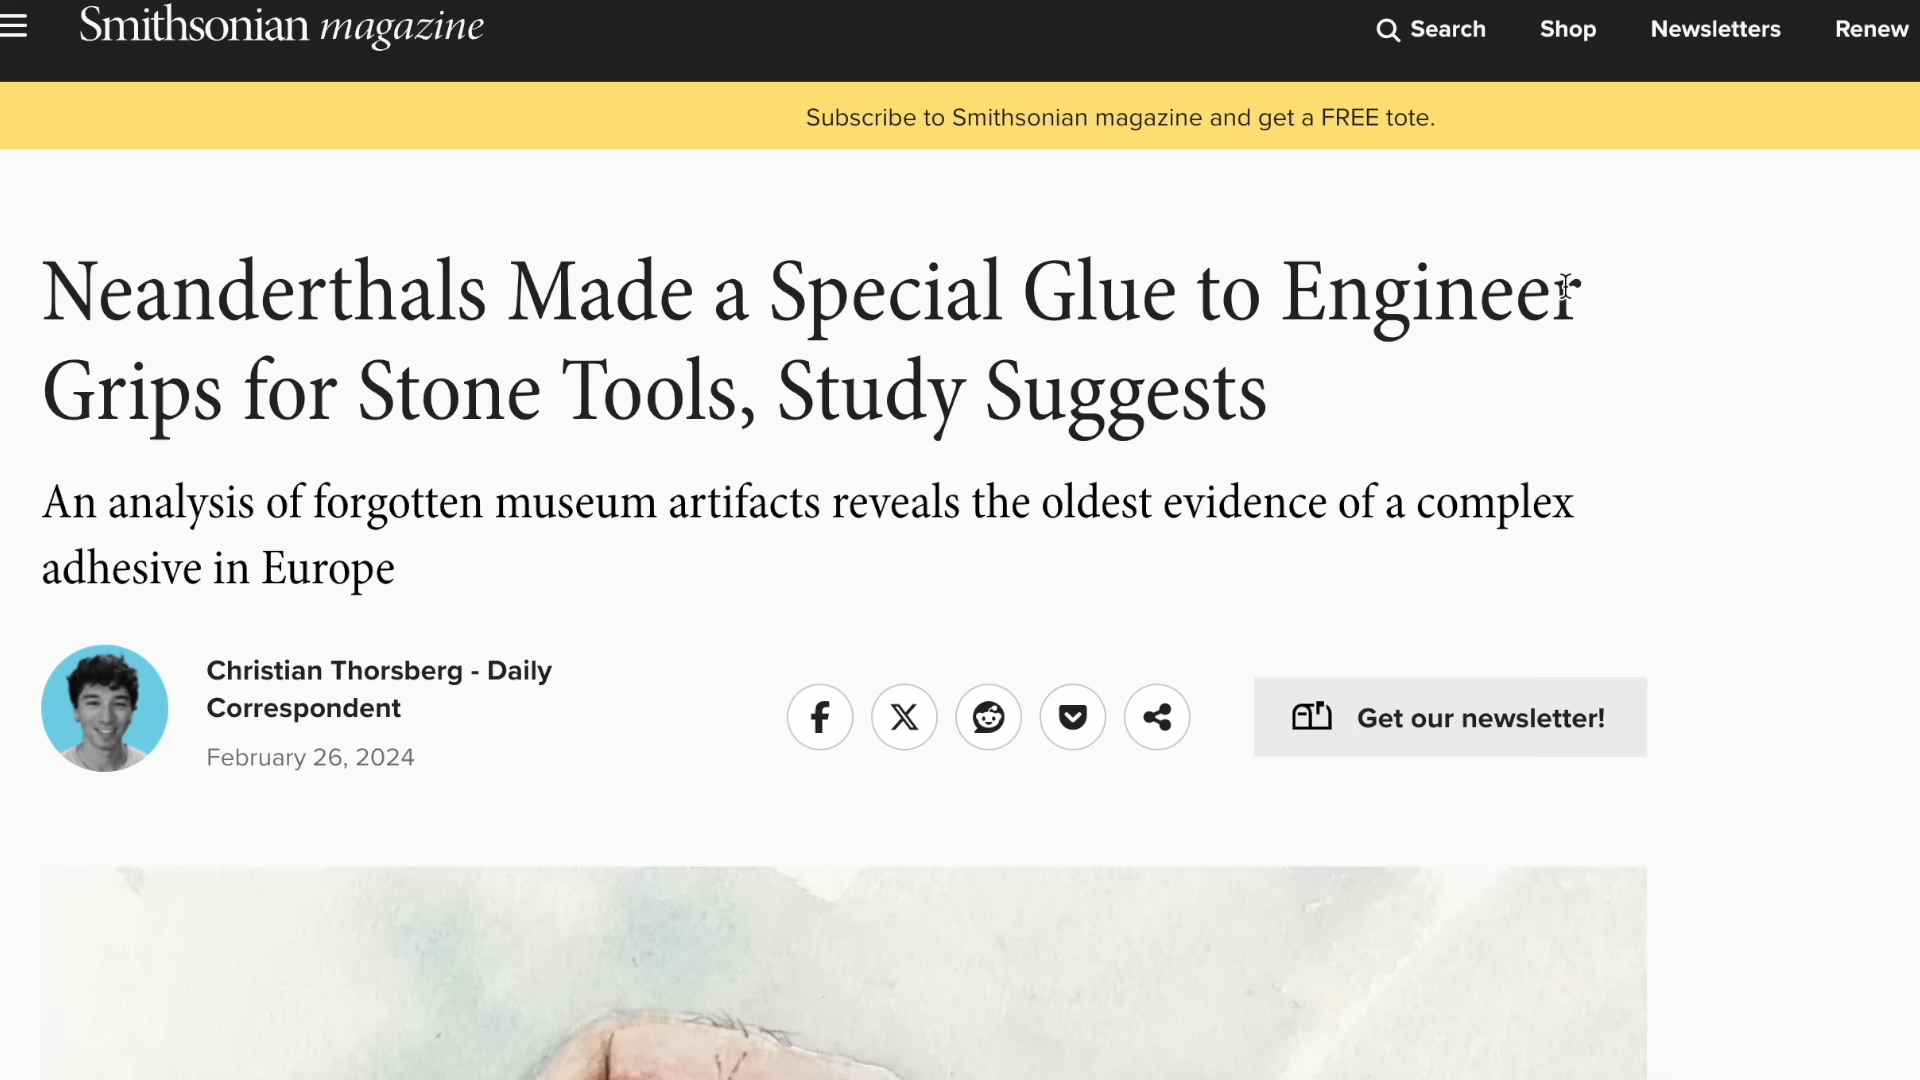 Smithsonian magazine
Search Shop Newsletters Renew
Subscribe to Smithsonian magazine and get a FREE tote.
Neanderthals Made a Special Glue to Engineer
Grips for Stone Tools, Study Suggests
An analysis of forgotten museum artifacts reveals the oldest evidence of a complex
adhesive in Europe
Christian Thorsberg - Daily
Correspondent
February 26, 2024
Get our newsletter!